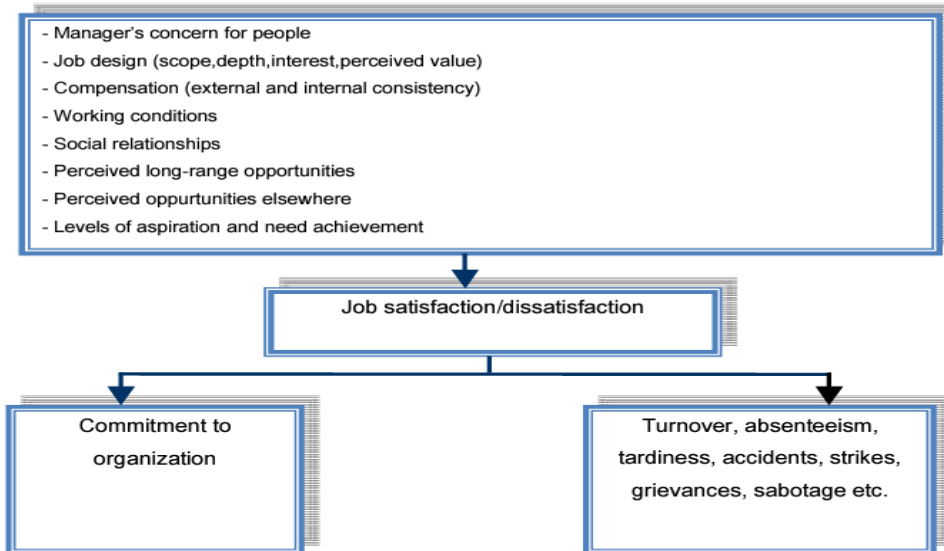 - Manager's concern for people
- Job design (scope,depth,interest,perceived value)
- Compensation (external and internal consistency)
- Working conditions
- Social relationships
- Perceived long-range opportunities
- Perceived oppurtunities elsewhere
- Levels of aspiration and need achievement
Job satisfaction/dissatisfaction
Commitment to
organization
Turnover, absenteeism,
tardiness, accidents, strikes,
grievances, sabotage etc.